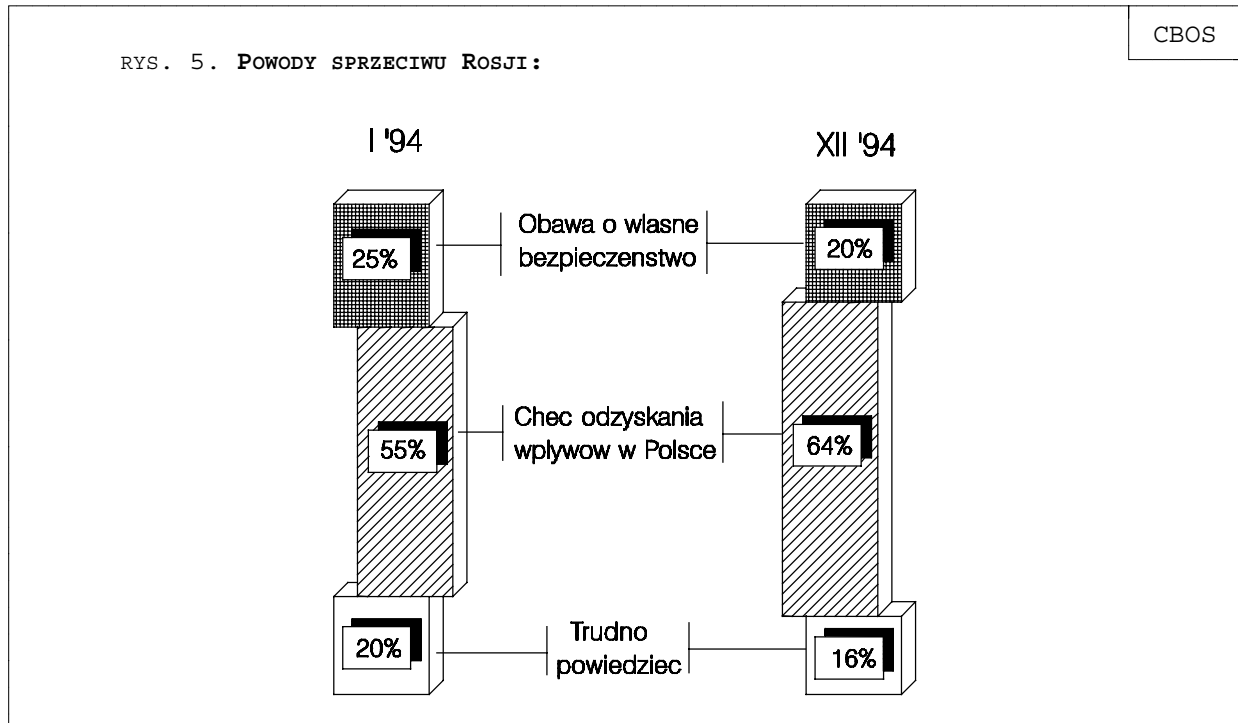 CBOS
RYS. 5. POWODY SPRZECIWU ROSJI:
I '94
XII '94
25%
Obawa o wlasne
bezpieczenstwo
20%
55%
Chec odzyskania
wplywow w Polsce
64%
20%
Trudno
powiedziec
16%